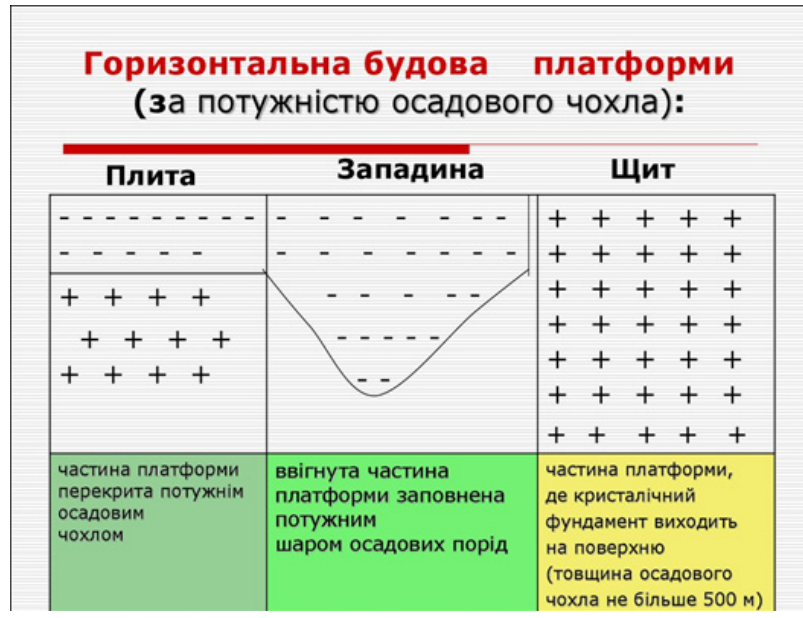 Горизонтальна будова платформи
(за потужністю осадового чохла):
Плита
Западина
Щит
- - - - - - - - -
- - - - -
+ + + +
+ + + +
+ + + +
- - - - - - -
- - - - - - -
- - - - -
- - - - -
- -
+ + + + +
+ + + + +
+ + + + +
+ + + + +
+ + + + +
+ + + + +
+ + + + +
частина платформи
перекрита потужнім
осадовим
чохлом
ввігнута частина
платформи заповнена
потужним
шаром осадових порід
частина платформи,
де кристалічний
фундамент виходить
на поверхню
(товщина осадового
чохла не більше 500 м)